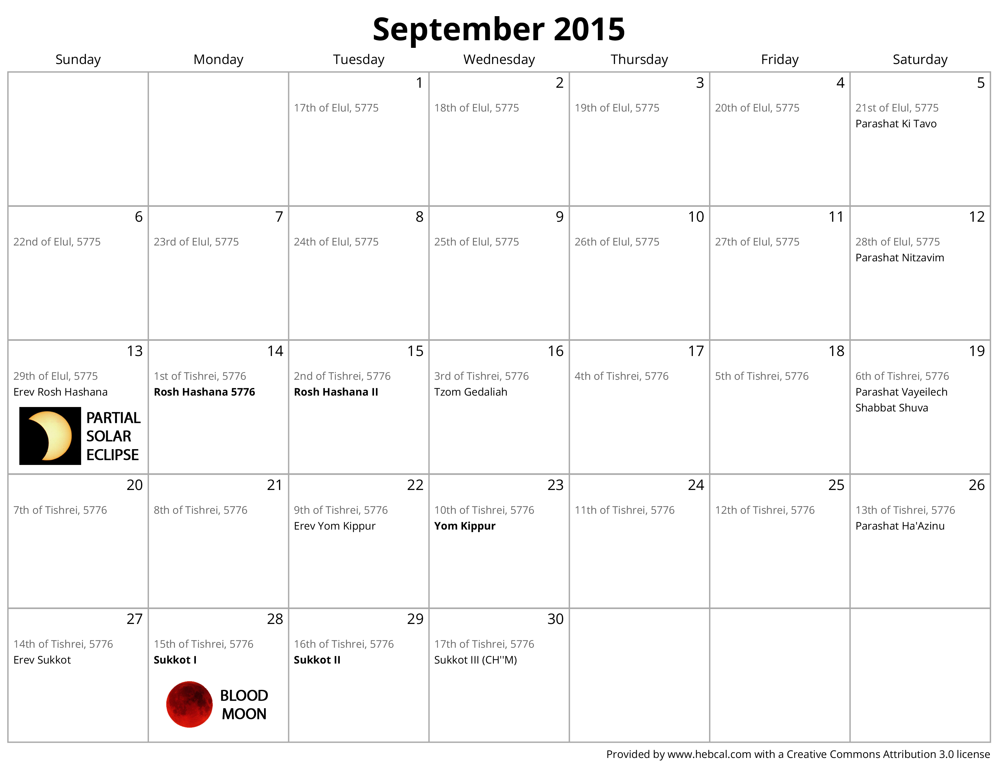 September 2015
Sunday Monday Tuesday Wednesday Thursday Friday Saturday
1
17th of Elul, 5775
2
18th of Elul, 5775
3
19th of Elul, 5775
4
20th of Elul, 5775
5
21st of Elul, 5775
Parashat Ki Tavo
6
22nd of Elul, 5775
7
23rd of Elul, 5775
8
24th of Elul, 5775
9
25th of Elul, 5775
10
26th of Elul, 5775
11
27th of Elul, 5775
12
28th of Elul, 5775
Parashat Nitzavim
13
29th of Elul, 5775
Erev Rosh Hashana
PARTIAL
SOLAR
ECLIPSE
14
1st of Tishrei, 5776
Rosh Hashana 5776
15
2nd of Tishrei, 5776
Rosh Hashana II
16
3rd of Tishrei, 5776
Tzom Gedaliah
17
4th of Tishrei, 5776
18
5th of Tishrei, 5776
19
6th of Tishrei, 5776
Parashat Vayeilech
Shabbat Shuva
20
7th of Tishrei, 5776
21
8th of Tishrei, 5776
22
9th of Tishrei, 5776
Erev Yom Kippur
23
10th of Tishrei, 5776
Yom Kippur
24
11th of Tishrei, 5776
25
12th of Tishrei, 5776
26
13th of Tishrei, 5776
Parashat Ha'Azinu
27
14th of Tishrei, 5776
Erev Sukkot
28
15th of Tishrei, 5776
Sukkot I
BLOOD
MOON
29
16th of Tishrei, 5776
Sukkot II
30
17th of Tishrei, 5776
Sukkot III (CH''M)
Provided by www.hebcal.com with a Creative Commons Attribution 3.0 license